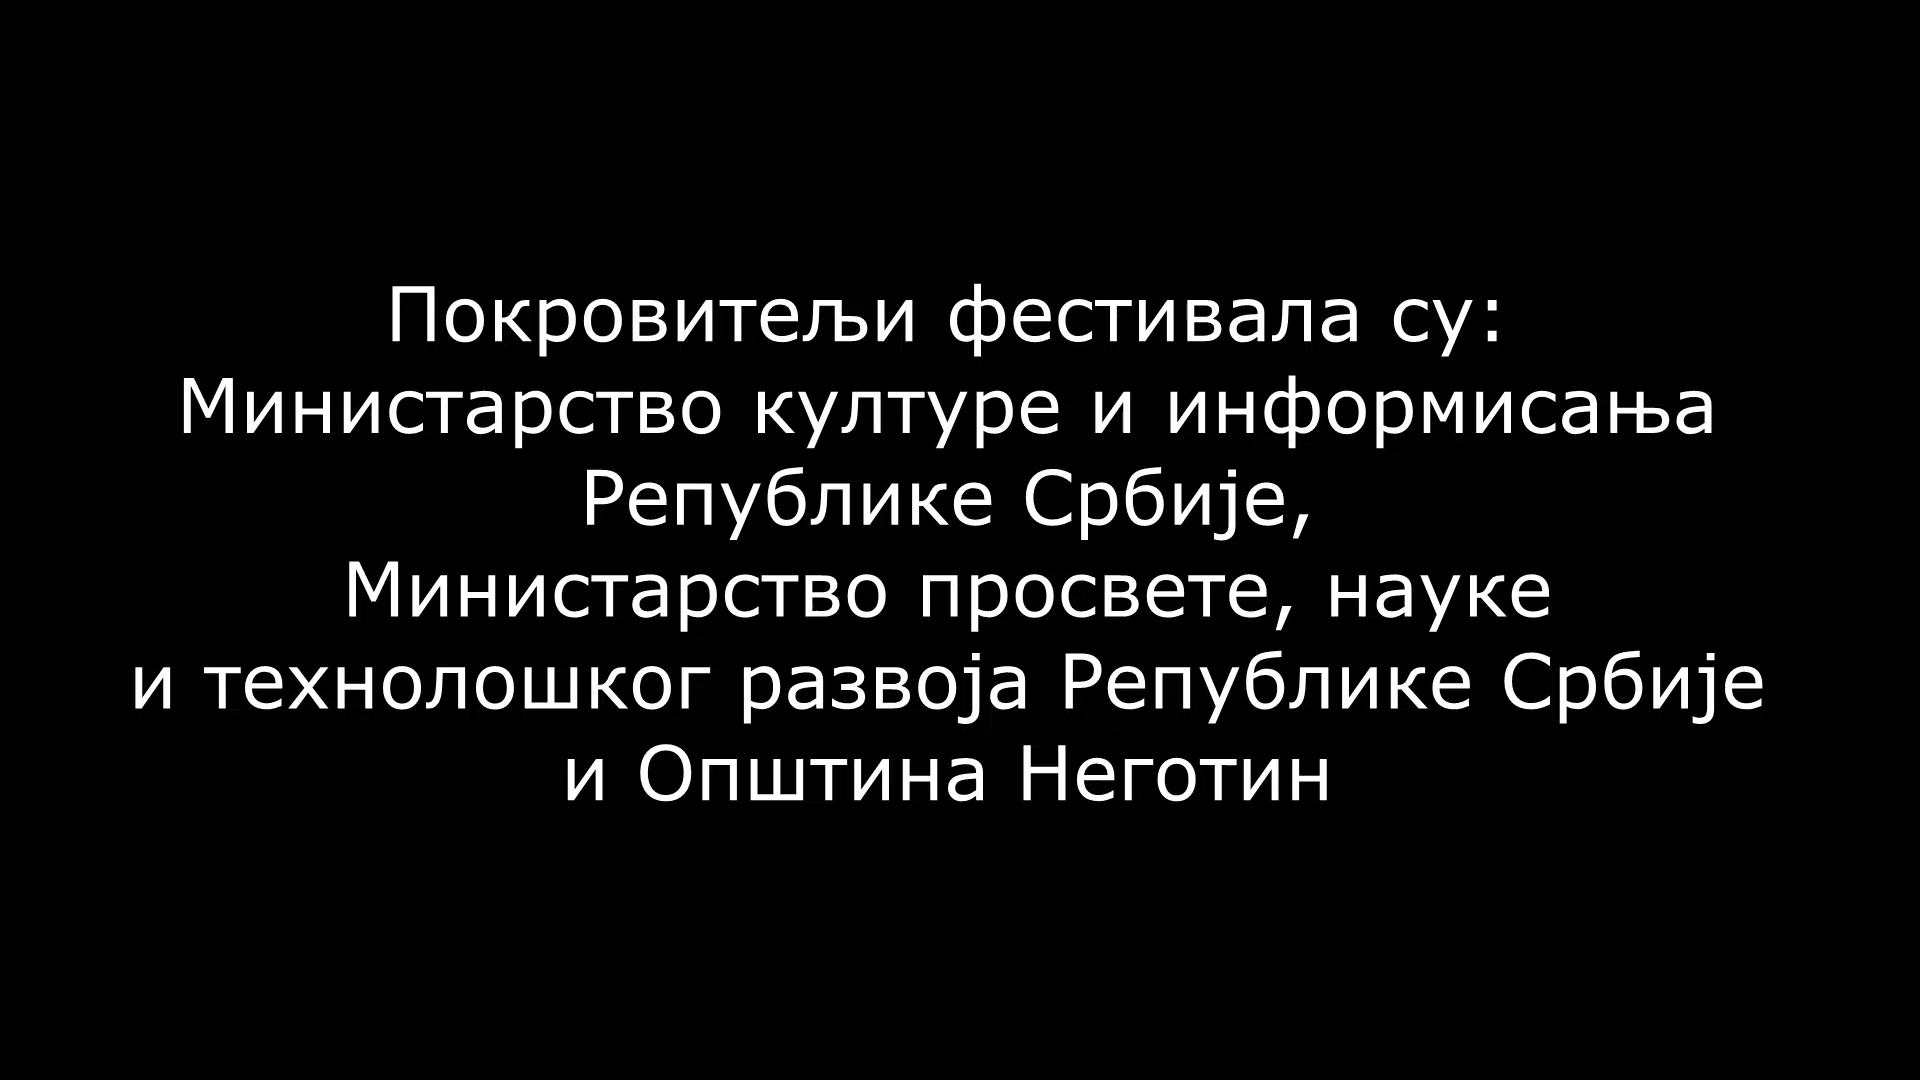 Покровитељи фестивала су:
Министарство културе и информисања
Републике Србије,
Министарство просвете, науке
и технолошког развоја Републике Србије
и Општина Неготин